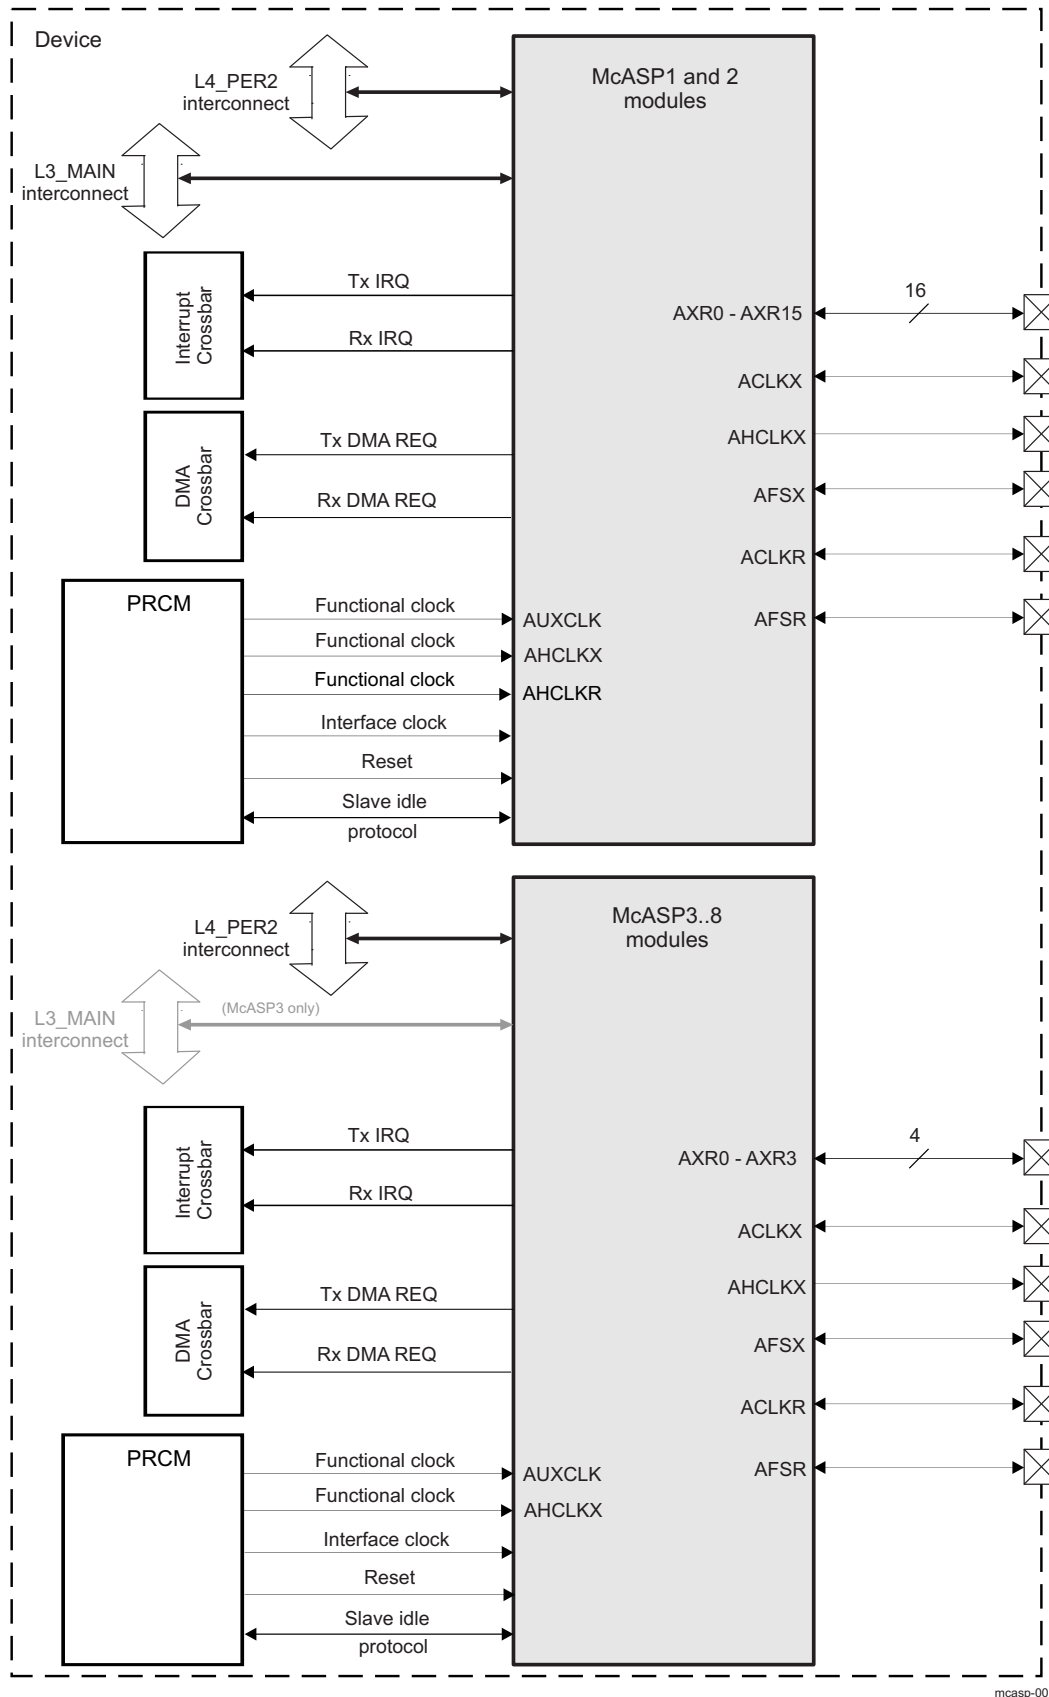 Device
L4_PER2
interconnect
McASP1 and 2
modules
L3_MAIN
interconnect
Interrupt
Crossbar
Tx IRQ
Rx IRQ
AXR0 - AXR15
16
ACLKX
AHCLKX
AFSX
ACLKR
AFSR
DMA
Crossbar
Tx DMA REQ
Rx DMA REQ
PRCM
Functional clock
AUXCLK
Functional clock
AHCLKX
Functional clock
AHCLKR
Interface clock
Reset
Slave idle
protocol
L4_PER2
interconnect
McASP3..8
modules
L3_MAIN
interconnect
(McASP3 only)
Interrupt
Crossbar
Tx IRQ
Rx IRQ
AXR0 - AXR3
4
ACLKX
AHCLKX
AFSX
ACLKR
AFSR
DMA
Crossbar
Tx DMA REQ
Rx DMA REQ
PRCM
Functional clock
AUXCLK
Functional clock
AHCLKX
Interface clock
Reset
Slave idle
protocol
mcasp-00